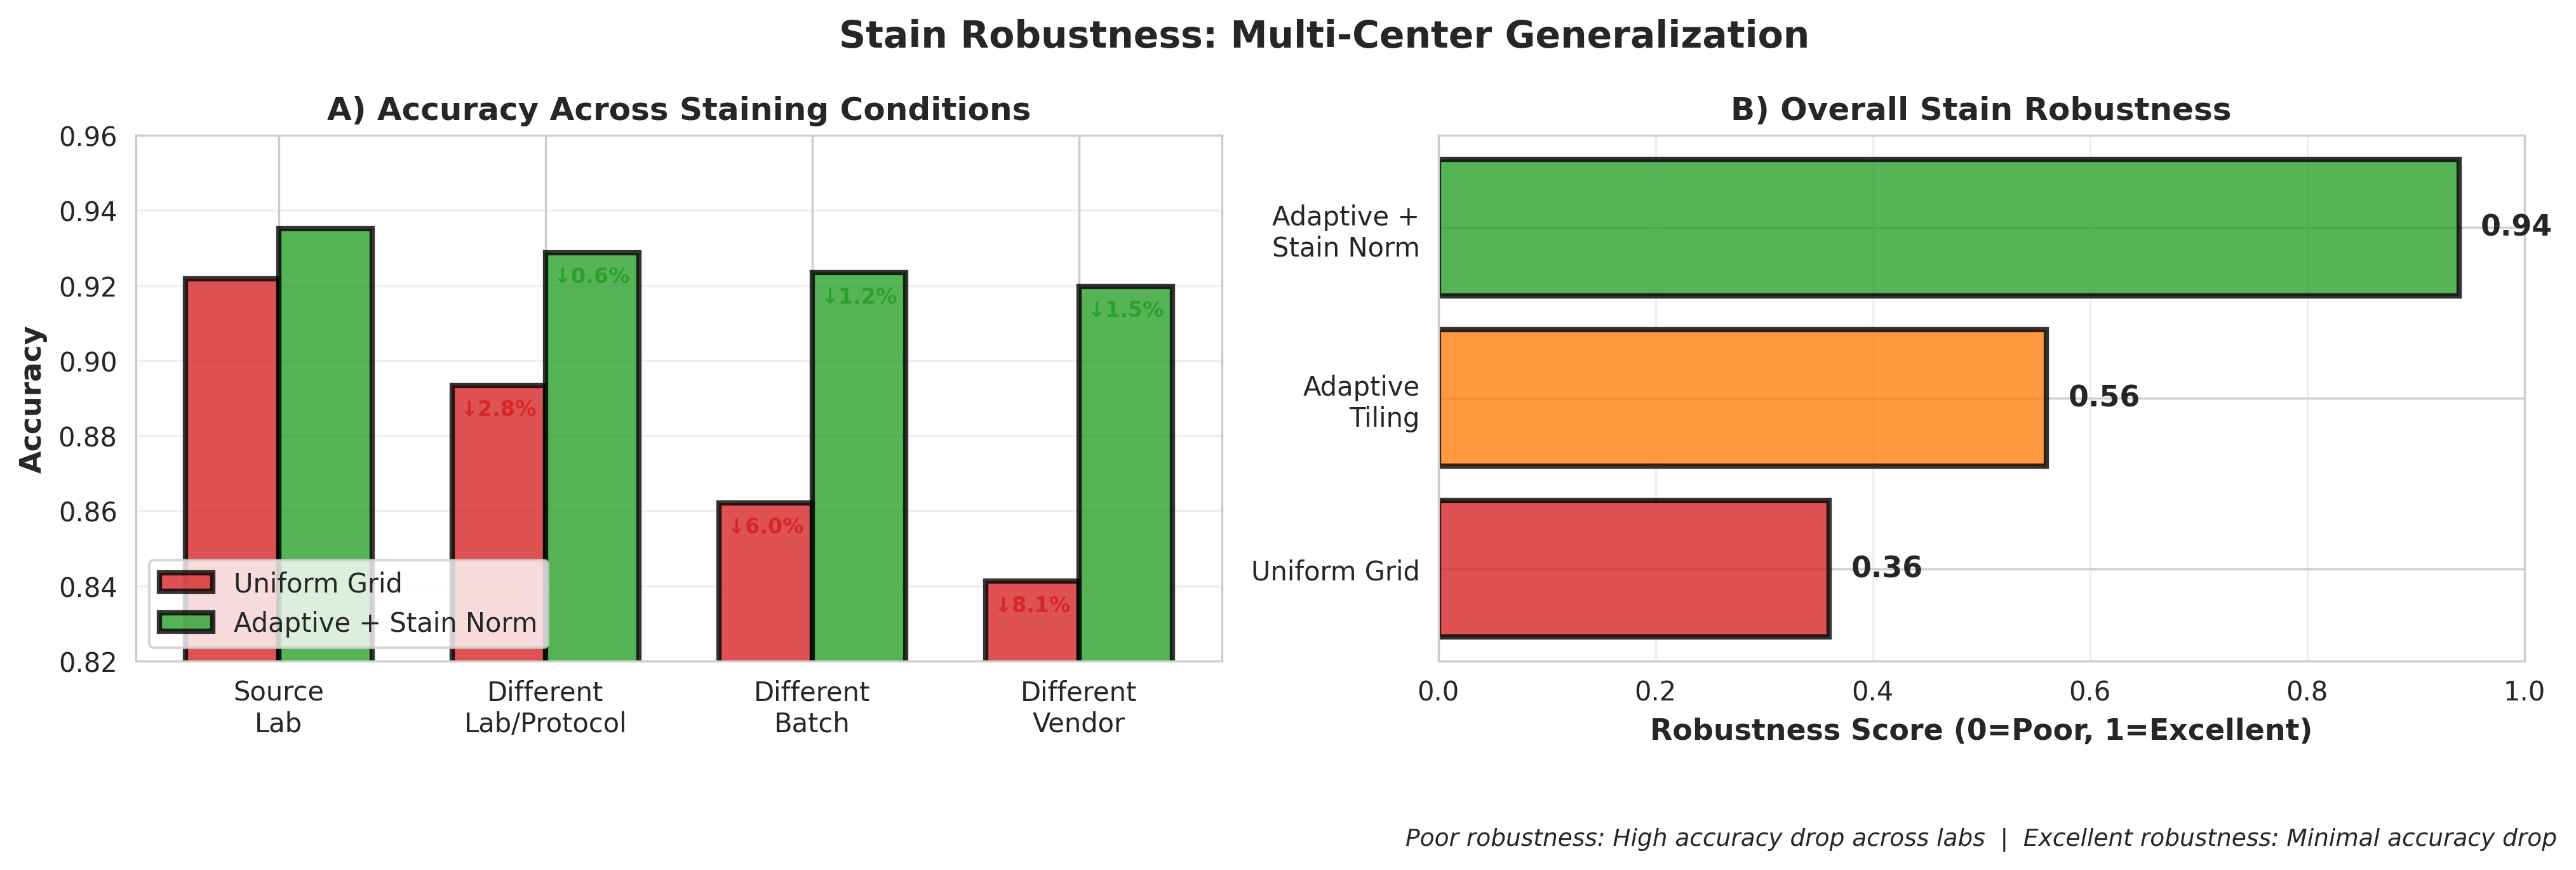 Stain Robustness: Multi-Center Generalization
A) Accuracy Across Staining Conditions
0.96
0.94
0.92
0.90
0.88
0.86
0.84
0.82
Accuracy
↓0.6%
↓1.2%
↓1.5%
↓2.8%
↓6.0%
↓8.1%
Uniform Grid
Adaptive + Stain Norm
Source
Lab
Different
Lab/Protocol
Different
Batch
Different
Vendor
B) Overall Stain Robustness
Adaptive +
Stain Norm
0.94
Adaptive
Tiling
0.56
Uniform Grid
0.36
0.0
0.2
0.4
0.6
0.8
1.0
Robustness Score (0=Poor, 1=Excellent)
Poor robustness: High accuracy drop across labs | Excellent robustness: Minimal accuracy drop